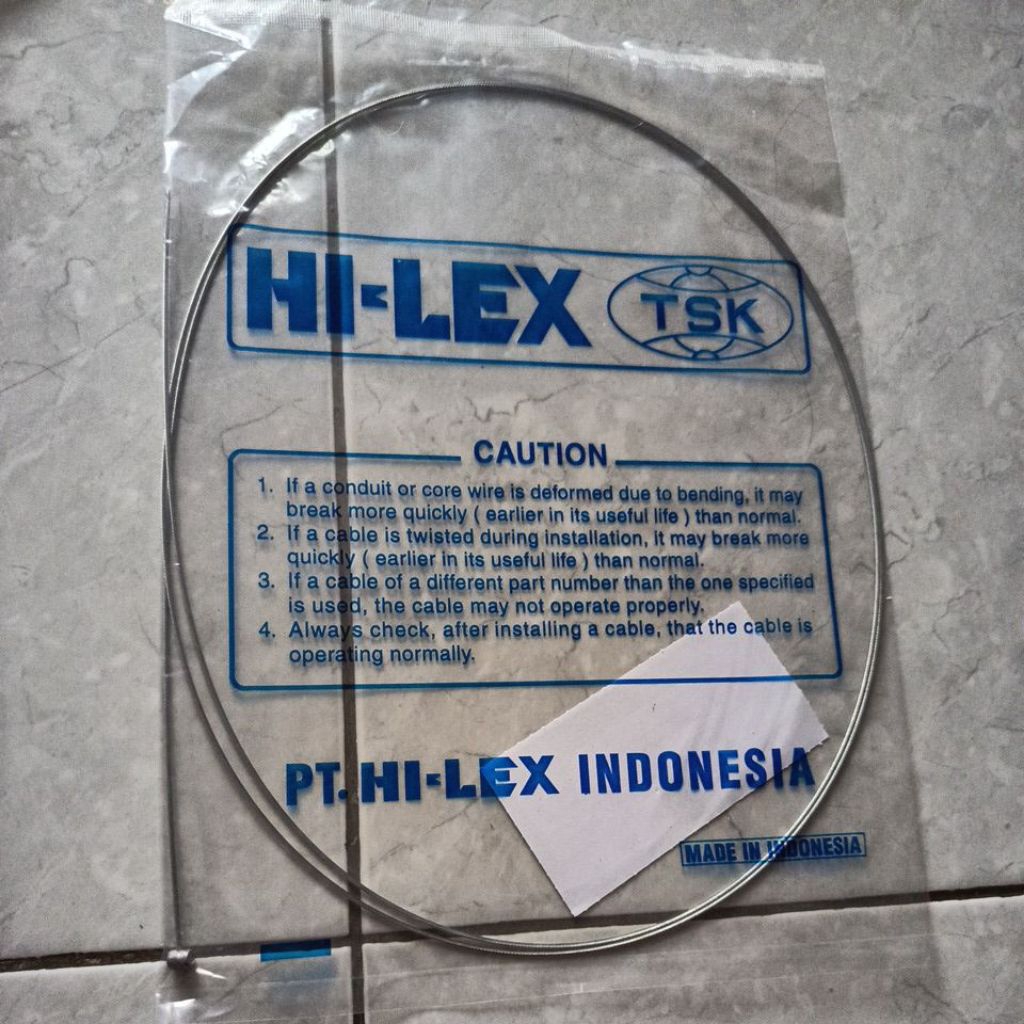 HI-LEX TSK
CAUTION
1. If a conduit or core wire is deformed due to bending, it may
break more quickly ( earlier in its useful life ) than normal.
2. If a cable is twisted during installation, it may break more
quickly ( earlier in its useful life ) than normal.
3. If a cable of a different part number than the one specified
is used, the cable may not operate properly.
4. Always check, after installing a cable, that the cable is
operating normally.
PT. HI-LEX INDONESIA
MADE IN INDONESIA